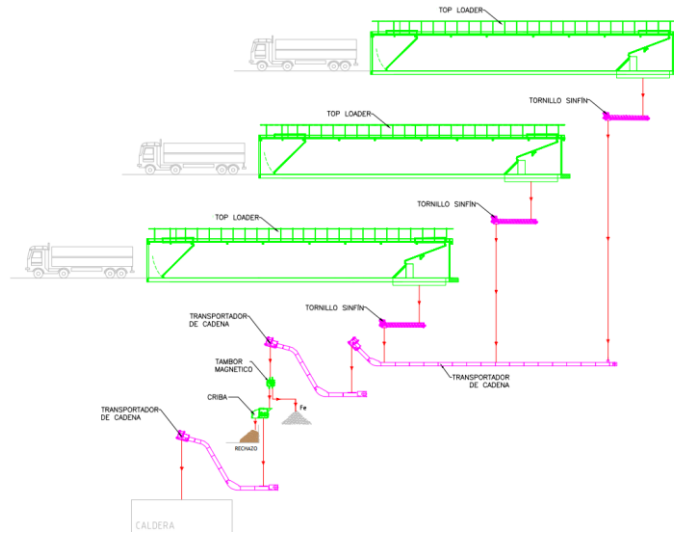 TOP LOADER
TORNILLO SINFÍN
TOP LOADER
TORNILLO SINFÍN
TOP LOADER
TORNILLO SINFÍN
TRANSPORTADOR
DE CADENA
TAMBOR
MAGNETICO
TRANSPORTADOR
DE CADENA
CRIBA
Fe
TRANSPORTADOR
DE CADENA
RECHAZO
CALDERA